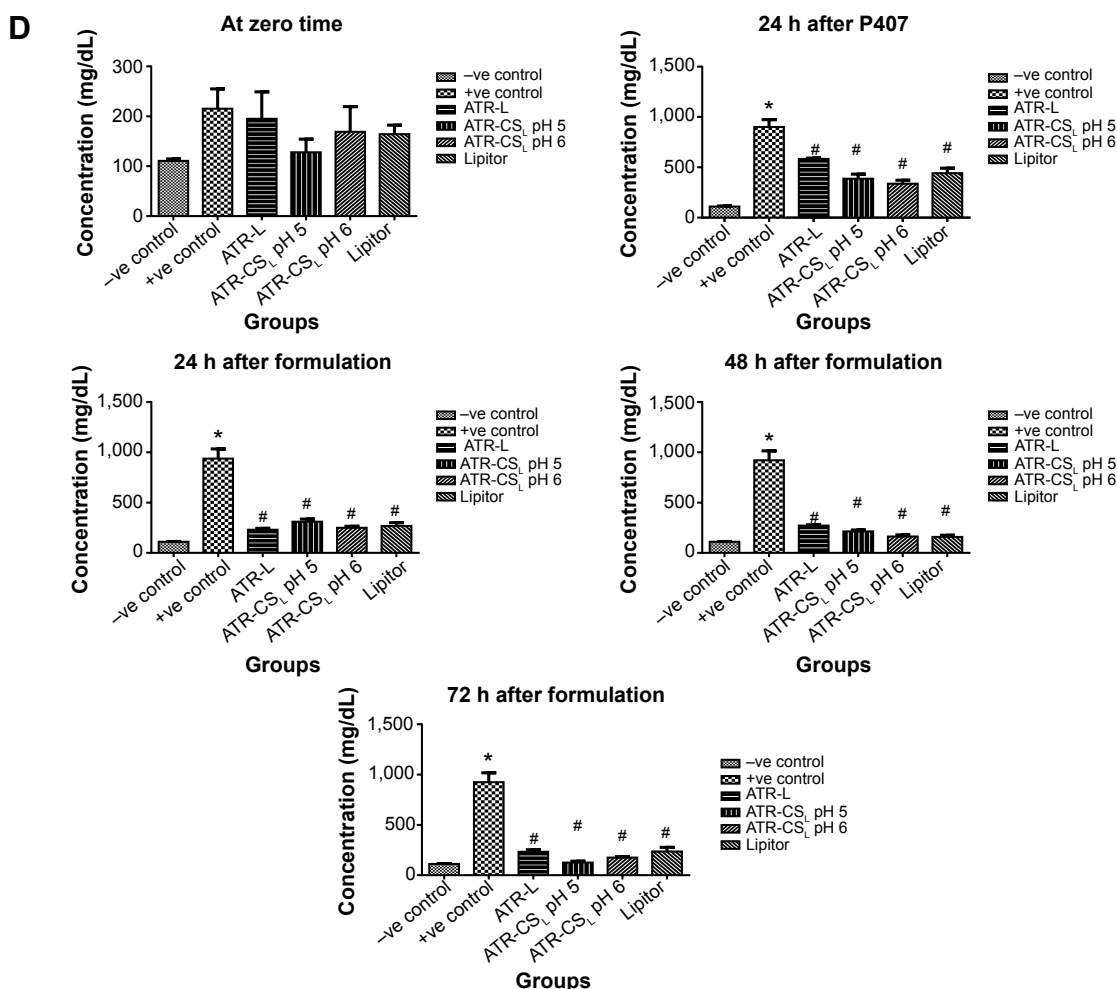 D
At zero time
Concentration (mg/dL)
300
200
100
0
–ve control
+ve control
ATR-L
ATR-CSL pH 5
ATR-CSL pH 6
Lipitor
Groups
–ve control
+ve control
ATR-L
ATR-CSL pH 5
ATR-CSL pH 6
Lipitor
24 h after P407
Concentration (mg/dL)
1,500
1,000
500
0
*
#
#
#
#
–ve control
+ve control
ATR-L
ATR-CSL pH 5
ATR-CSL pH 6
Lipitor
Groups
–ve control
+ve control
ATR-L
ATR-CSL pH 5
ATR-CSL pH 6
Lipitor
24 h after formulation
Concentration (mg/dL)
1,500
1,000
500
0
*
#
#
#
#
–ve control
+ve control
ATR-L
ATR-CSL pH 5
ATR-CSL pH 6
Lipitor
Groups
–ve control
+ve control
ATR-L
ATR-CSL pH 5
ATR-CSL pH 6
Lipitor
48 h after formulation
Concentration (mg/dL)
1,500
1,000
500
0
*
#
#
#
#
–ve control
+ve control
ATR-L
ATR-CSL pH 5
ATR-CSL pH 6
Lipitor
Groups
–ve control
+ve control
ATR-L
ATR-CSL pH 5
ATR-CSL pH 6
Lipitor
72 h after formulation
Concentration (mg/dL)
1,500
1,000
500
0
*
#
#
#
#
–ve control
+ve control
ATR-L
ATR-CSL pH 5
ATR-CSL pH 6
Lipitor
Groups
–ve control
+ve control
ATR-L
ATR-CSL pH 5
ATR-CSL pH 6
Lipitor